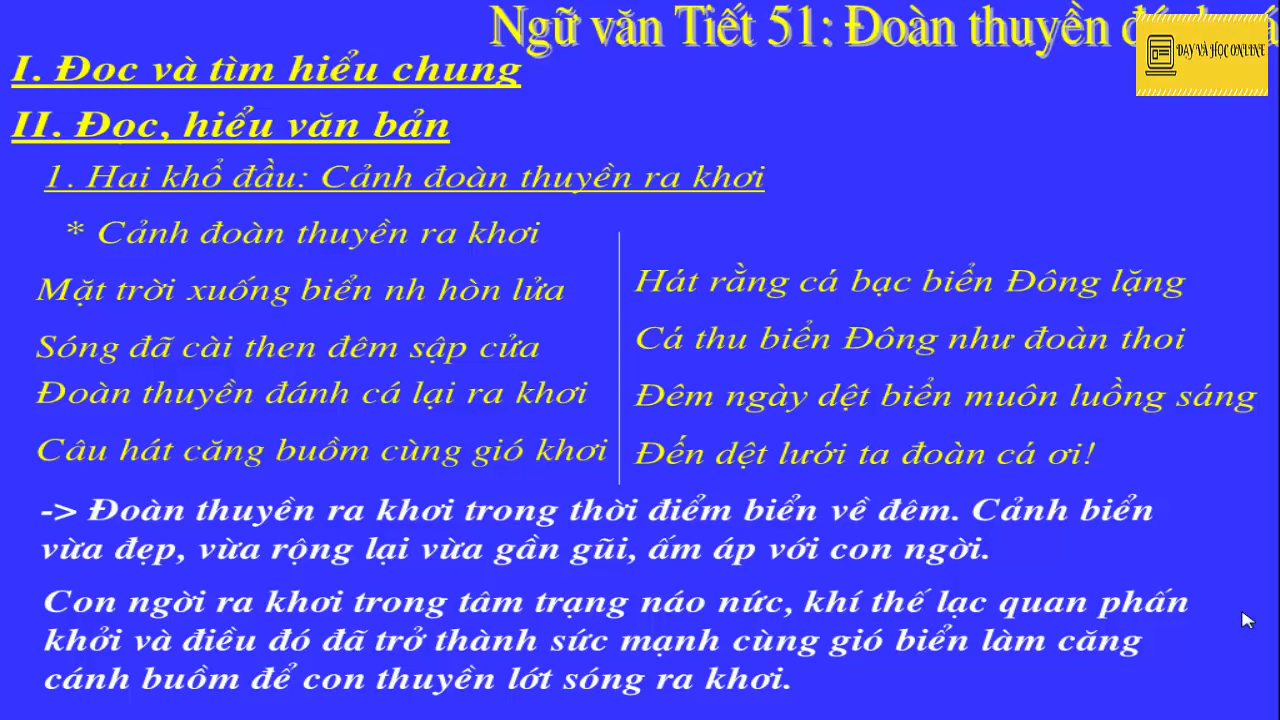 Ngữ văn Tiết 51: Đoàn thuyền
DẠY VÀ HỌC ONLINE
I. Đoc và tìm hiểu chung
II. Đọc, hiểu văn bản
1. Hai khổ đầu: Cảnh đoàn thuyền ra khơi
* Cảnh đoàn thuyền ra khơi
Mặt trời xuống biển nh hòn lửa
Sóng đã cài then đêm sập cửa
Đoàn thuyền đánh cá lại ra khơi
Câu hát căng buồm cùng gió khơi
Hát rằng cá bạc biển Đông lặng
Cá thu biển Đông như đoàn thoi
Đêm ngày dệt biển muôn luồng sáng
Đến dệt lưới ta đoàn cá ơi!
-> Đoàn thuyền ra khơi trong thời điểm biển về đêm. Cảnh biển
vừa đẹp, vừa rộng lại vừa gần gũi, ấm áp với con ngời.
Con ngời ra khơi trong tâm trạng náo nức, khí thế lạc quan phấn
khởi và điều đó đã trở thành sức mạnh cùng gió biển làm căng
cánh buồm để con thuyền lớt sóng ra khơi.